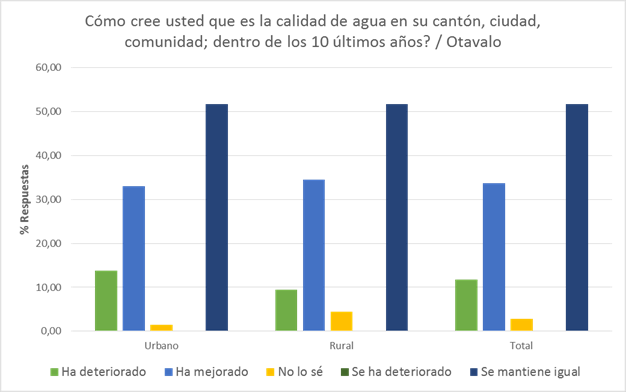 Cómo cree usted que es la calidad de agua en su cantón, ciudad,
comunidad; dentro de los 10 últimos años? / Otavalo
% Respuestas
60,00
50,00
40,00
30,00
20,00
10,00
0,00
Urbano Rural Total
Ha deteriorado Ha mejorado No lo sé Se ha deteriorado Se mantiene igual